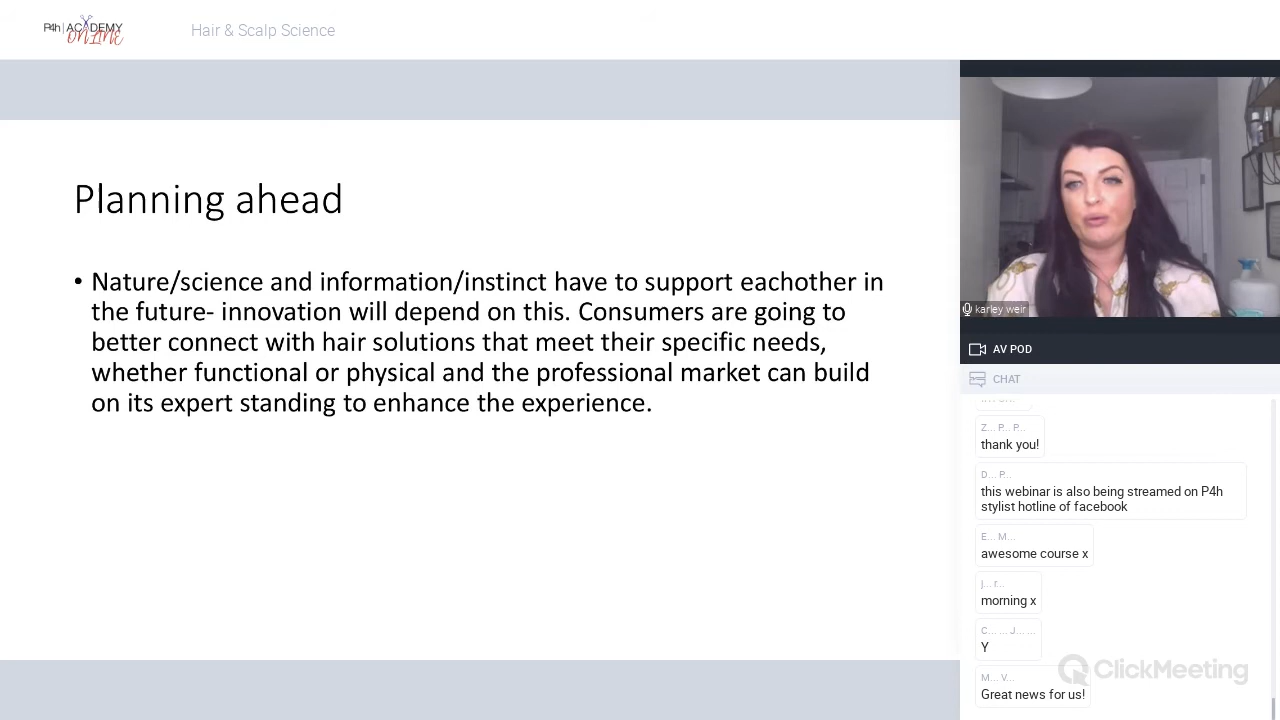 P4h ACADEMY
ONLINE
Hair & Scalp Science
Planning ahead
• Nature/science and information/instinct have to support eachother in
the future- innovation will depend on this. Consumers are going to
better connect with hair solutions that meet their specific needs,
whether functional or physical and the professional market can build
on its expert standing to enhance the experience.
karley weir
AV POD
CHAT
Z... P... P...
thank you!
D... P...
this webinar is also being streamed on P4h
stylist hotline of facebook
E... M...
awesome course x
j... r...
morning x
C... ... J... ...
Y
M... V...
Great news for us!
ClickMeeting